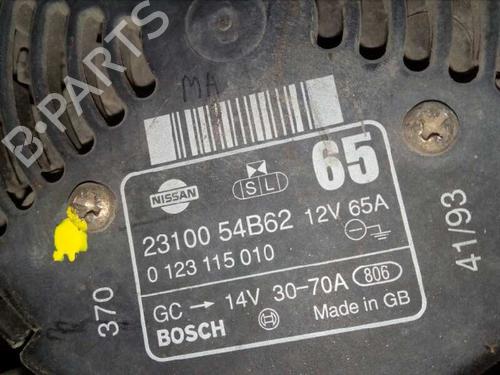 B-PARTS
MA
65
NISSAN
S L
23100 54B62 12V 65A
0 123 115 010
GC → 14V 30-70A 806
BOSCH
Made in GB
370
41/93